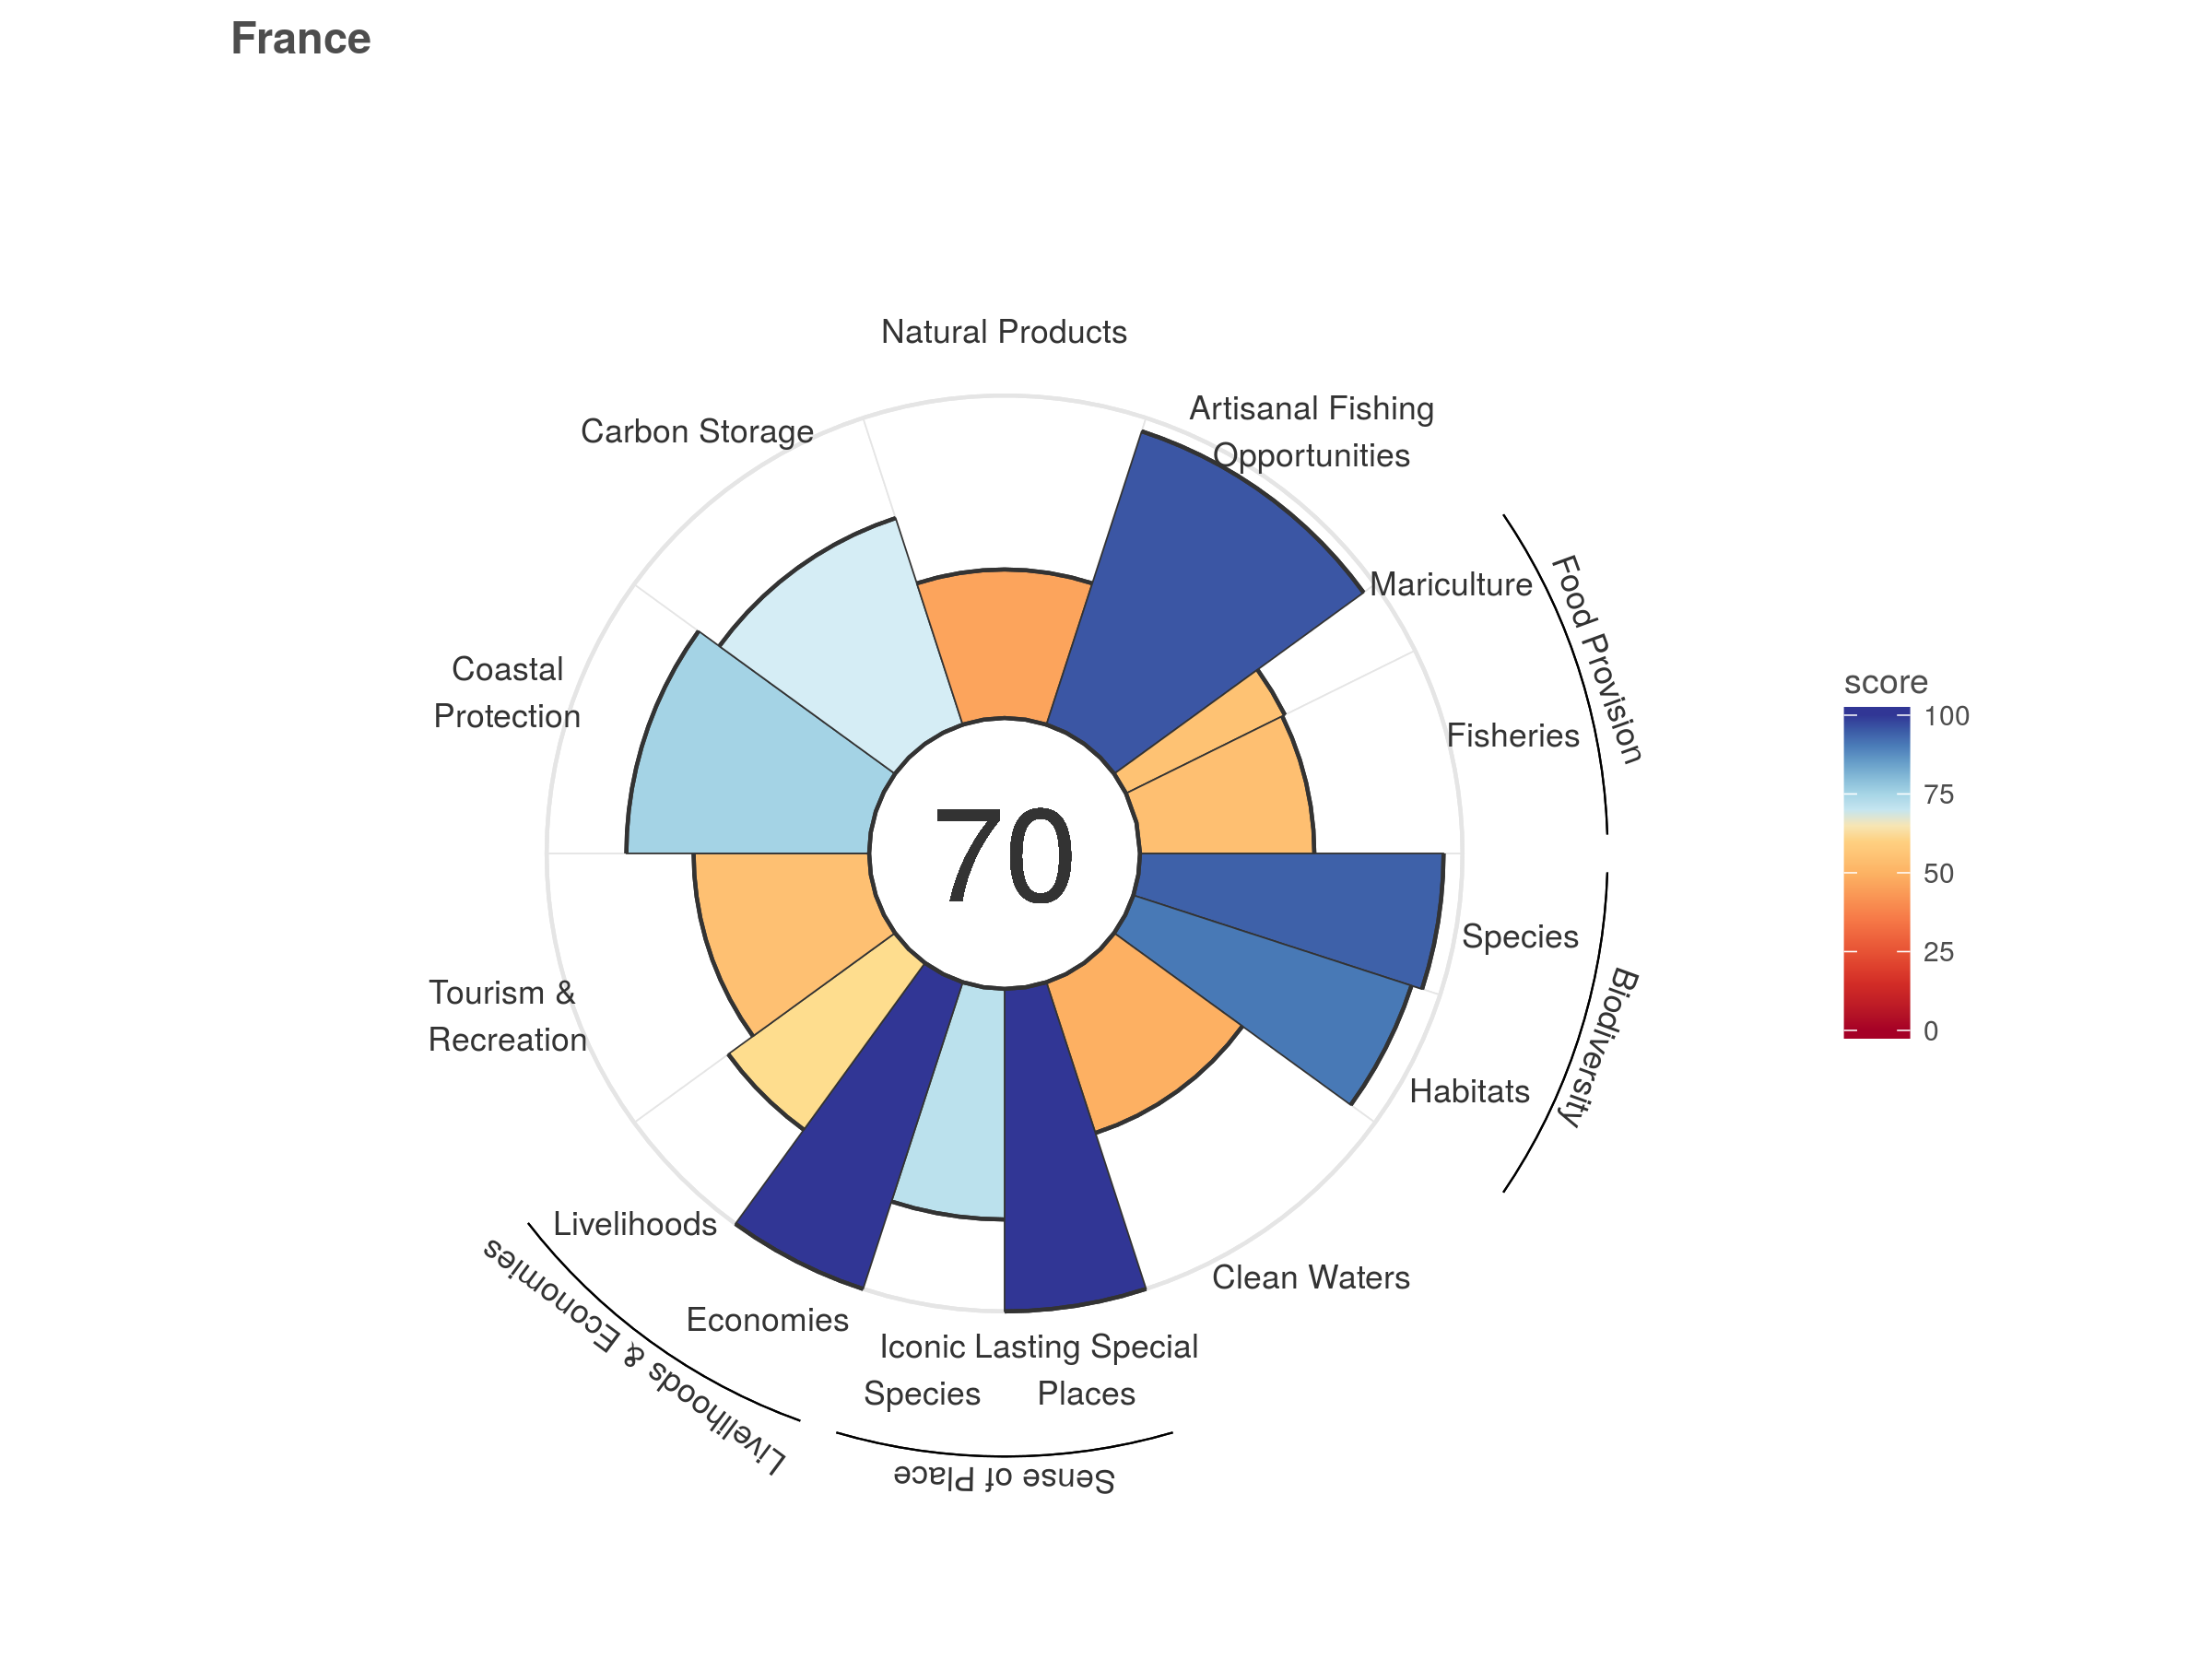 France
Natural Products
Artisanal Fishing
Opportunities
Carbon Storage
Mariculture
Food Provision
Fisheries
Coastal
Protection
70
score
100
75
50
25
0
Species
Biodiversity
Habitats
Tourism &
Recreation
Livelihoods
Economies
Livelihoods & Economies
Clean Waters
Iconic
Species
Lasting Special
Places
Sense of Place